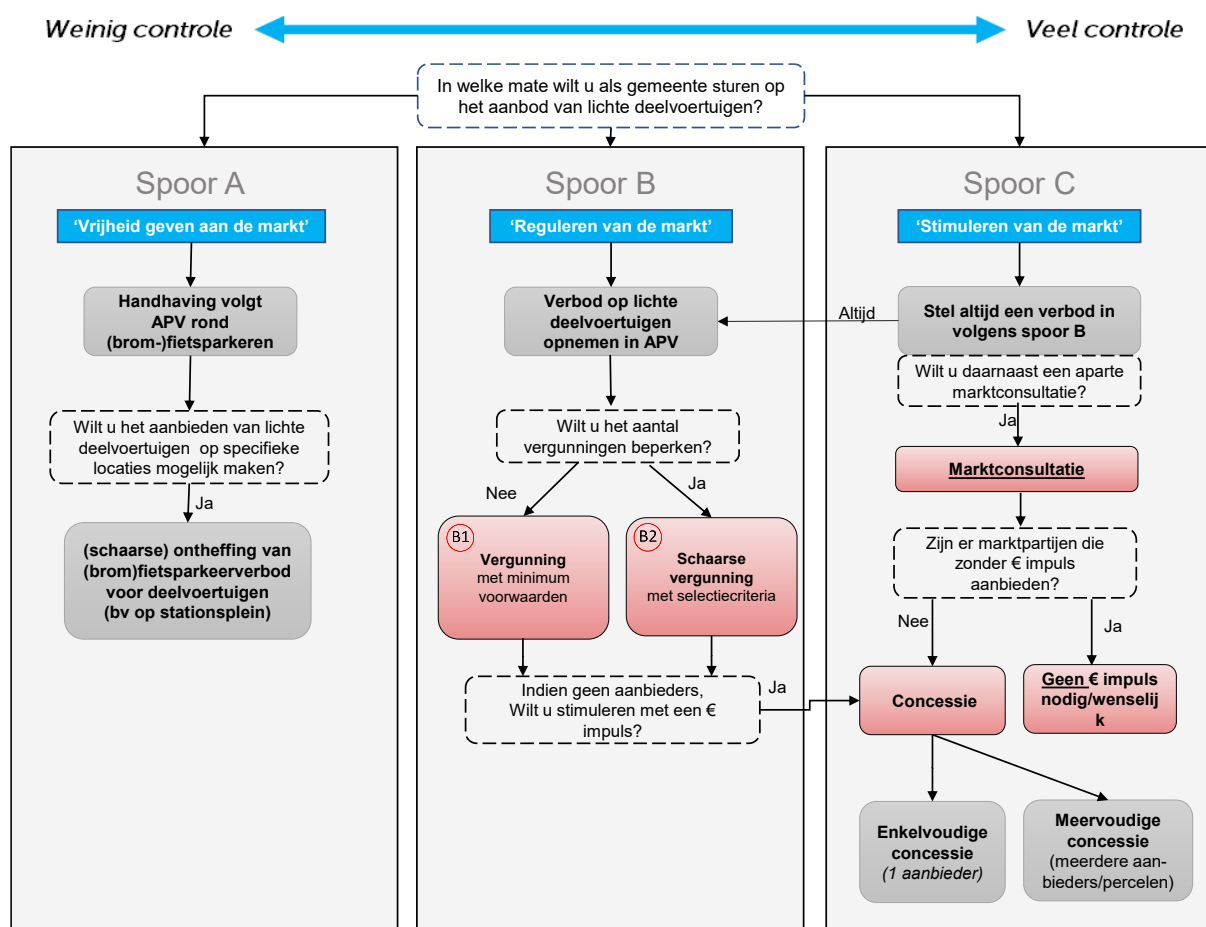 Weinig controle
Veel controle
In welke mate wilt u als gemeente sturen op
het aanbod van lichte deelvoertuigen?
Spoor A
‘Vrijheid geven aan de markt’
Handhaving volgt
APV rond
(brom-)fietsparkeren
Wilt u het aanbieden van lichte
deelvoertuigen op specifieke
locaties mogelijk maken?
Ja
(schaarse) ontheffing van
(brom)fietsparkeerverbod
voor deelvoertuigen
(bv op stationsplein)
Spoor B
‘Reguleren van de markt’
Verbod op lichte
deelvoertuigen
opnemen in APV
Wilt u het aantal
vergunningen beperken?
Nee
Ja
B1
Vergunning
met minimum
voorwaarden
B2
Schaarse
vergunning
met selectiecriteria
Indien geen aanbieders,
Wilt u stimuleren met een €
impuls?
Ja
Spoor C
‘Stimuleren van de markt’
Altijd
Stel altijd een verbod in
volgens spoor B
Wilt u daarnaast een aparte
marktconsultatie?
Ja
Marktconsultatie
Zijn er marktpartijen die
zonder € impuls
aanbieden?
Nee
Ja
Concessie
Geen € impuls
nodig/wenselij
k
Enkelvoudige
concessie
(1 aanbieder)
Meervoudige
concessie
(meerdere aan-
bieders/percelen)